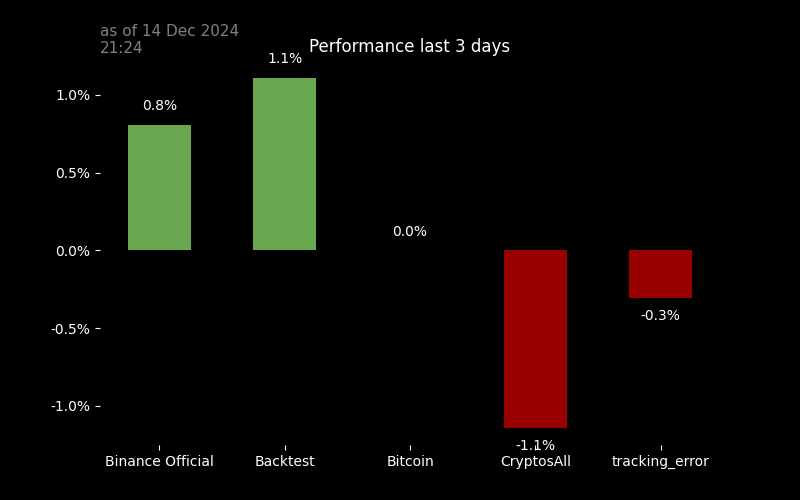 as of 14 Dec 2024
21:24
Performance last 3 days
1.0%
0.5%
0.0%
-0.5%
-1.0%
0.8%
1.1%
0.0%
-1.1%
-0.3%
Binance Official
Backtest
Bitcoin
CryptosAll
tracking_error